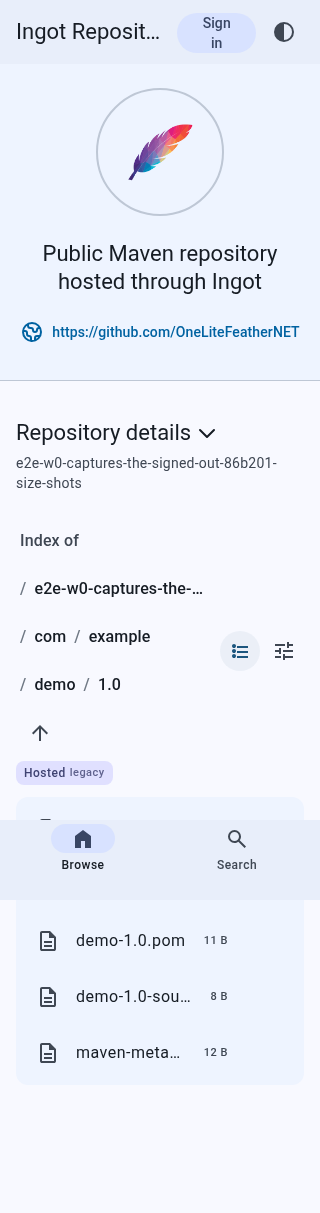 Ingot Reposit…
Sign
in
Public Maven repository
hosted through Ingot
https://github.com/OneLiteFeatherNET
Repository details
e2e-w0-captures-the-signed-out-86b201-
size-shots
Index of
/ e2e-w0-captures-the-…
/ com / example
/ demo / 1.0
Hosted legacy
Browse
Search
demo-1.0.pom 11 B
demo-1.0-sou… 8 B
maven-meta… 12 B